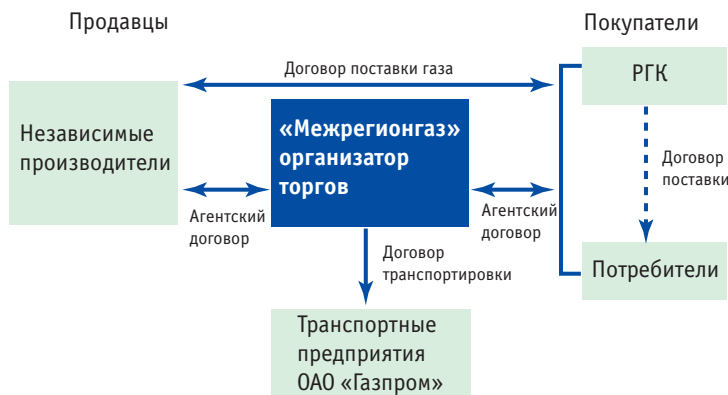 Продавцы
Покупатели
Договор поставки газа
РГК
Независимые
производители
«Межрегионгаз»
организатор
торгов
Договор
поставки
Агентский
договор
Агентский
договор
Договор
транспортировки
Потребители
Транспортные
предприятия
ОАО «Газпром»